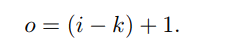 o = (i − k) + 1.